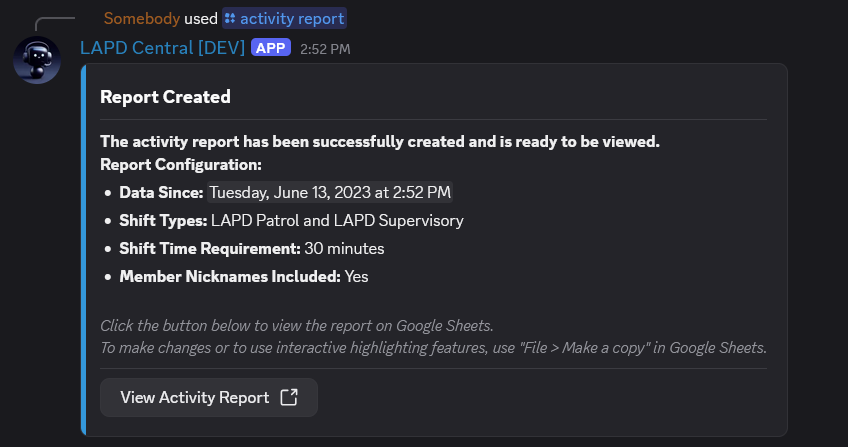 Somebody used activity report
LAPD Central [DEV] APP 2:52 PM
Report Created
The activity report has been successfully created and is ready to be viewed.
Report Configuration:
• Data Since: Tuesday, June 13, 2023 at 2:52 PM
• Shift Types: LAPD Patrol and LAPD Supervisory
• Shift Time Requirement: 30 minutes
• Member Nicknames Included: Yes
Click the button below to view the report on Google Sheets.
To make changes or to use interactive highlighting features, use "File > Make a copy" in Google Sheets.
View Activity Report